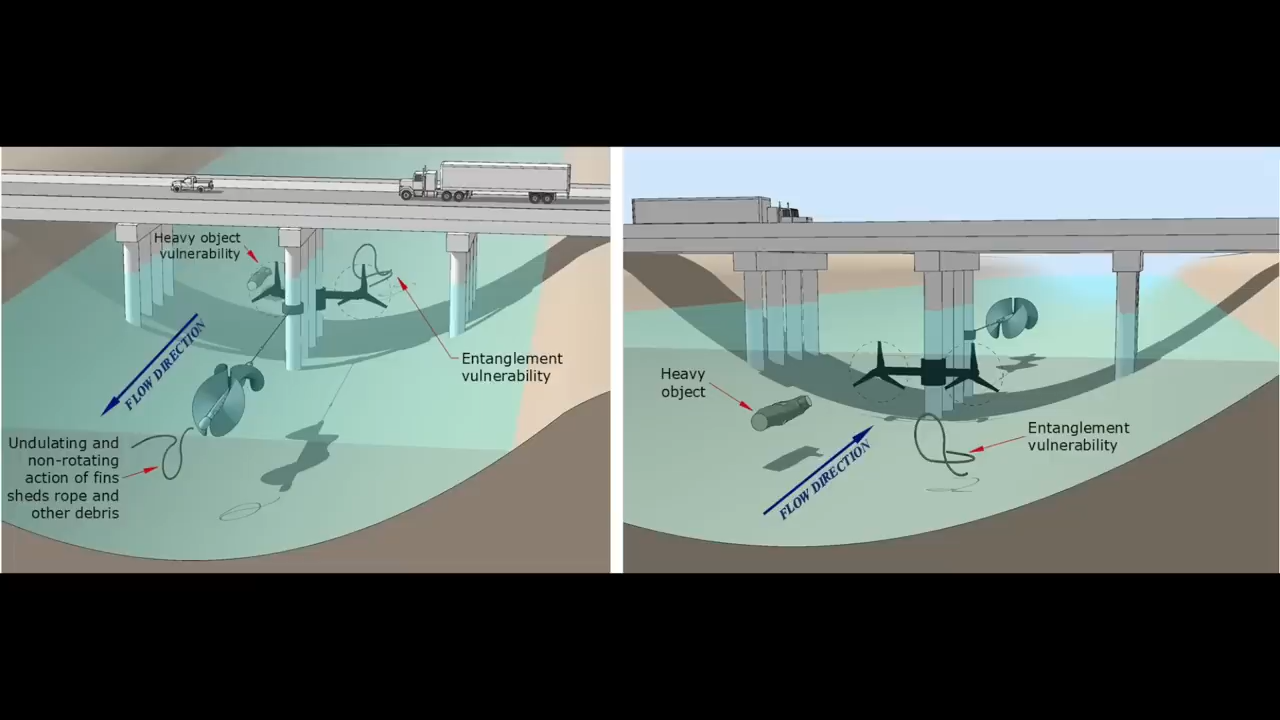 Heavy object
vulnerability
FLOW DIRECTION
Entanglement
vulnerability
Undulating and
non-rotating
action of fins
sheds rope and
other debris
Heavy
object
Entanglement
vulnerability
FLOW DIRECTION